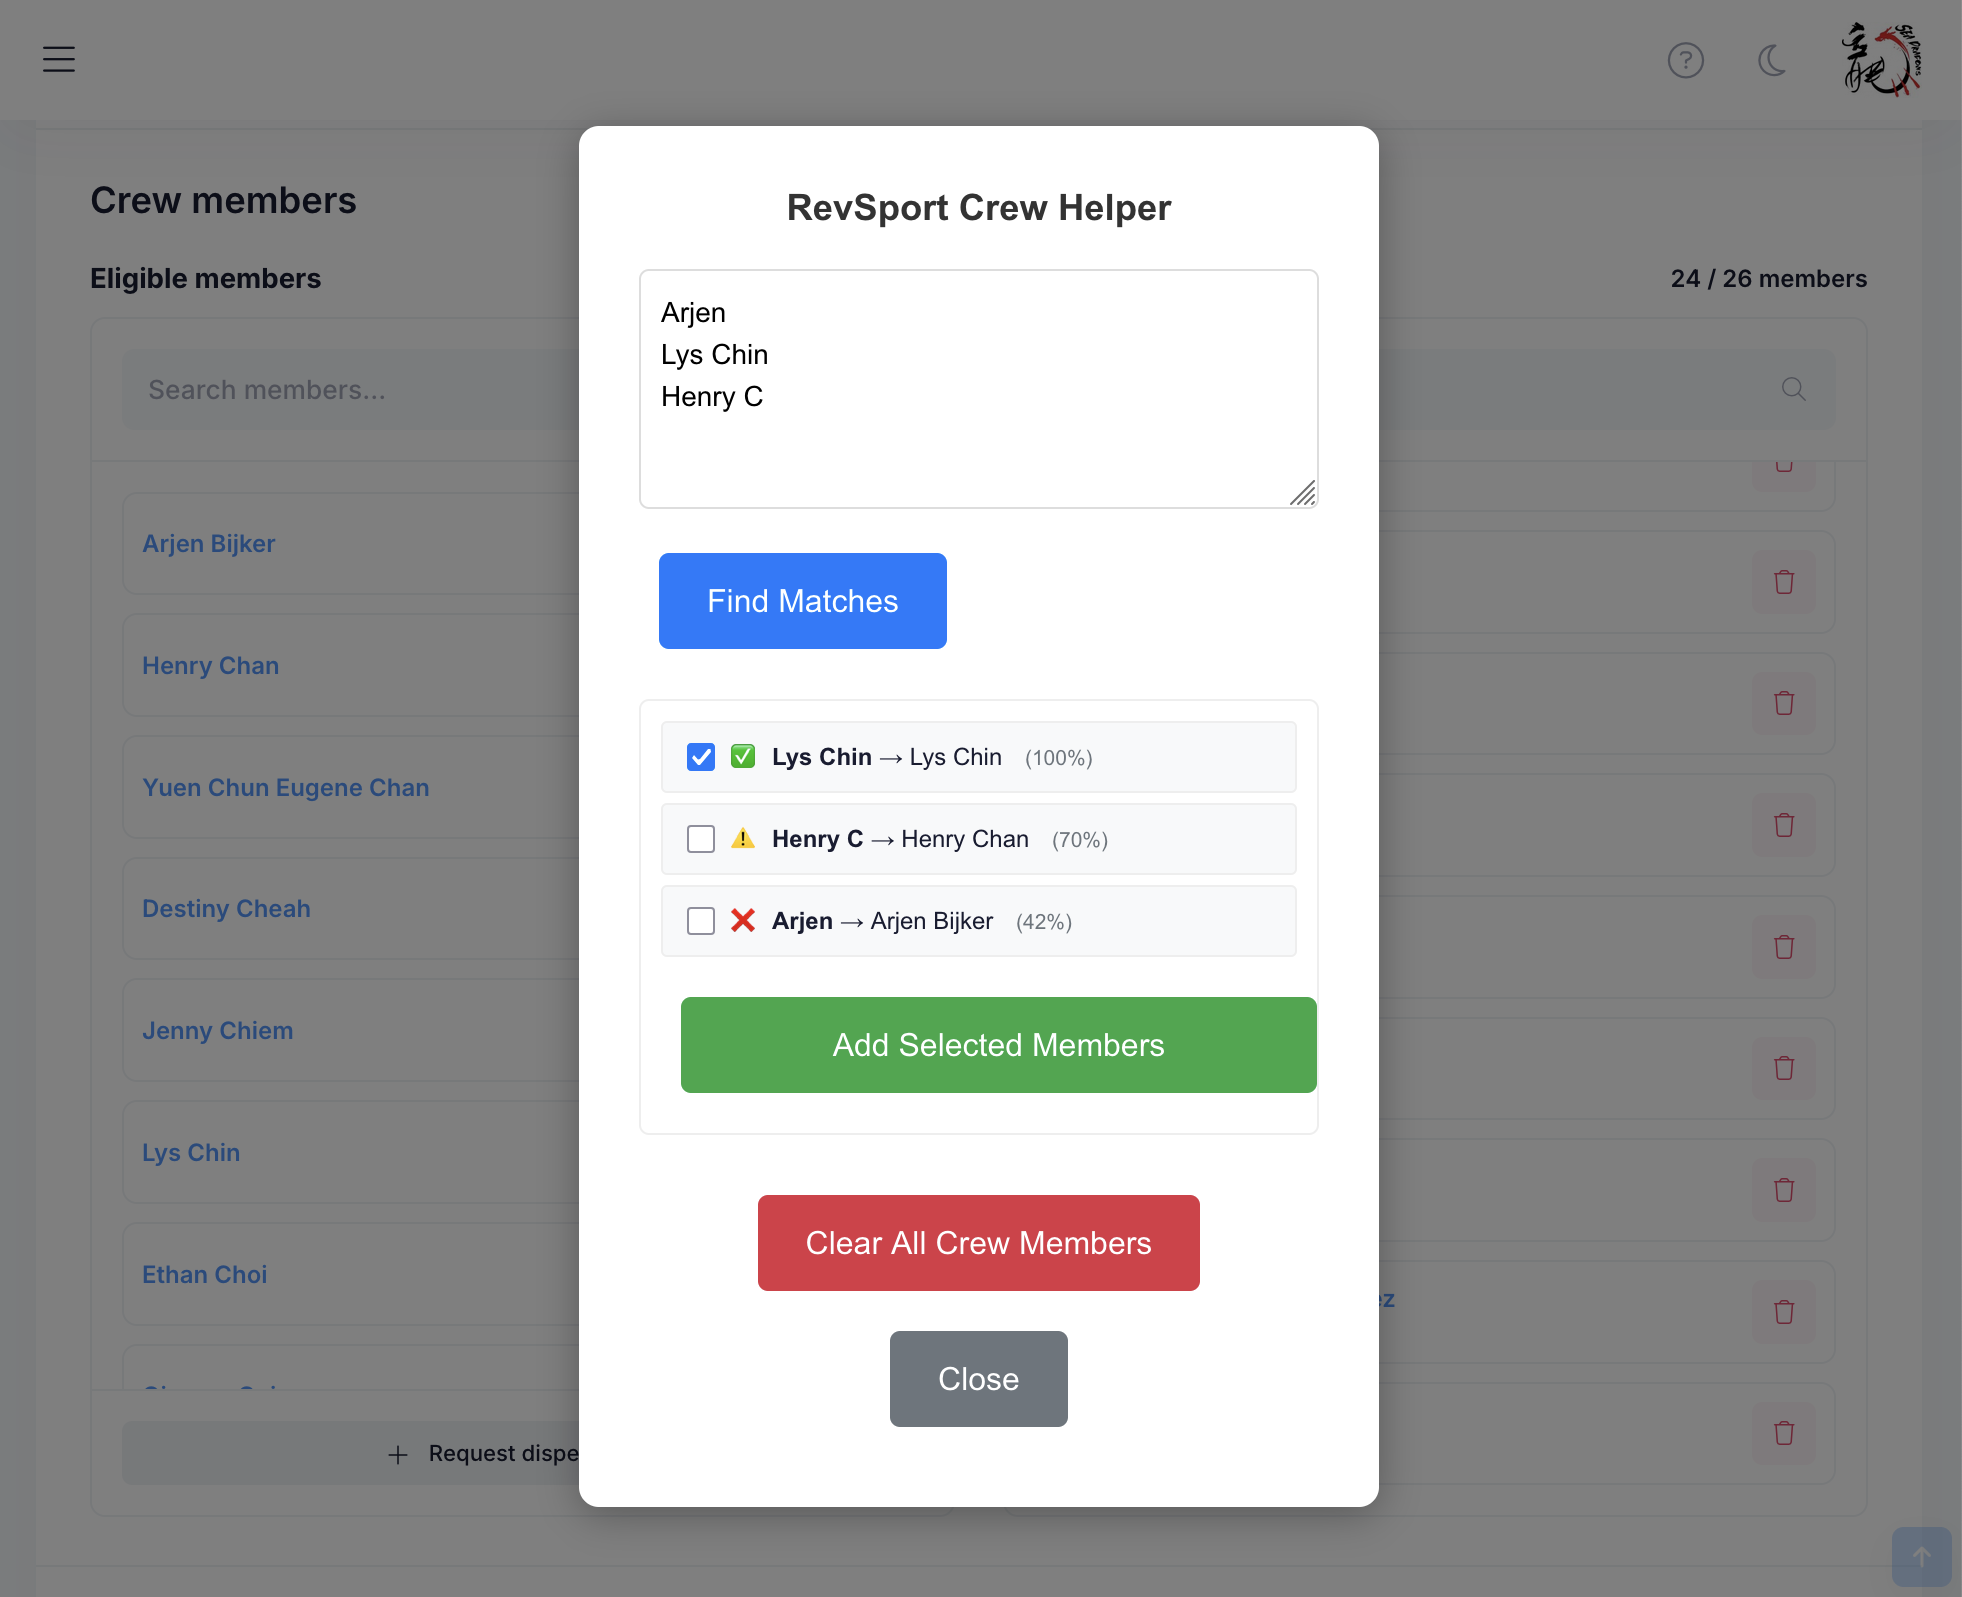 ?
Crew members
Eligible members
24 / 26 members
Search members...
Arjen Bijker
Henry Chan
Yuen Chun Eugene Chan
Destiny Cheah
Jenny Chiem
Lys Chin
Ethan Choi
+ Request dispe
ez
RevSport Crew Helper
Arjen
Lys Chin
Henry C
Find Matches
Lys Chin → Lys Chin (100%)
Henry C → Henry Chan (70%)
Arjen → Arjen Bijker (42%)
Add Selected Members
Clear All Crew Members
Close